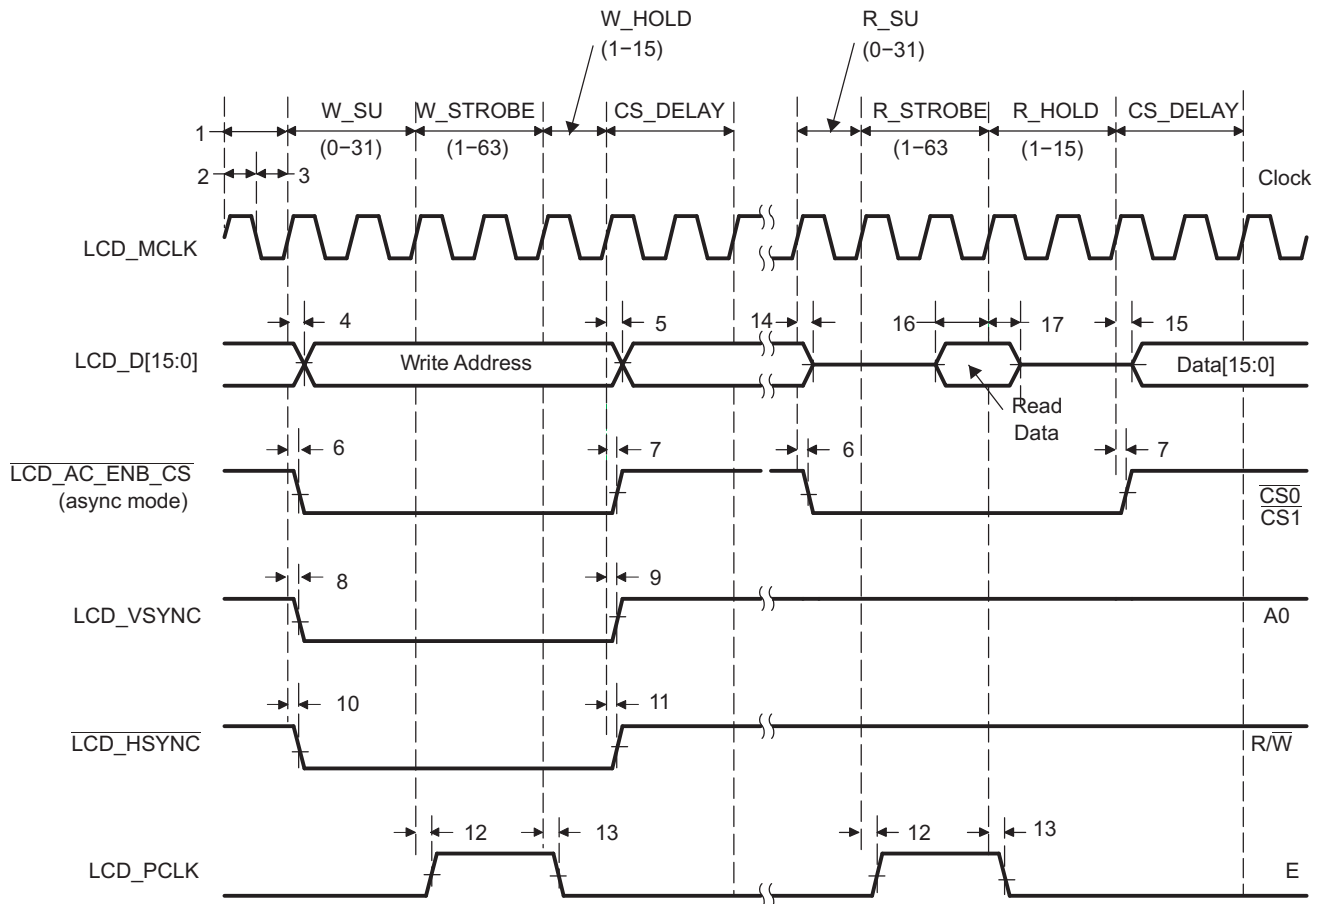 W_HOLD
(1−15)
R_SU
(0−31)
W_SU
W_STROBE
CS_DELAY
R_STROBE
R_HOLD
CS_DELAY
1
(0−31)
(1−63)
(1−63
(1−15)
2
3
Clock
LCD_MCLK
4
5
14
16
17
15
LCD_D[15:0]
Write Address
Data[15:0]
Read
Data
6
7
6
7
LCD_AC_ENB_CS
(async mode)
CS0
CS1
8
9
LCD_VSYNC
A0
10
11
LCD_HSYNC
R/W
12
13
12
13
LCD_PCLK
E